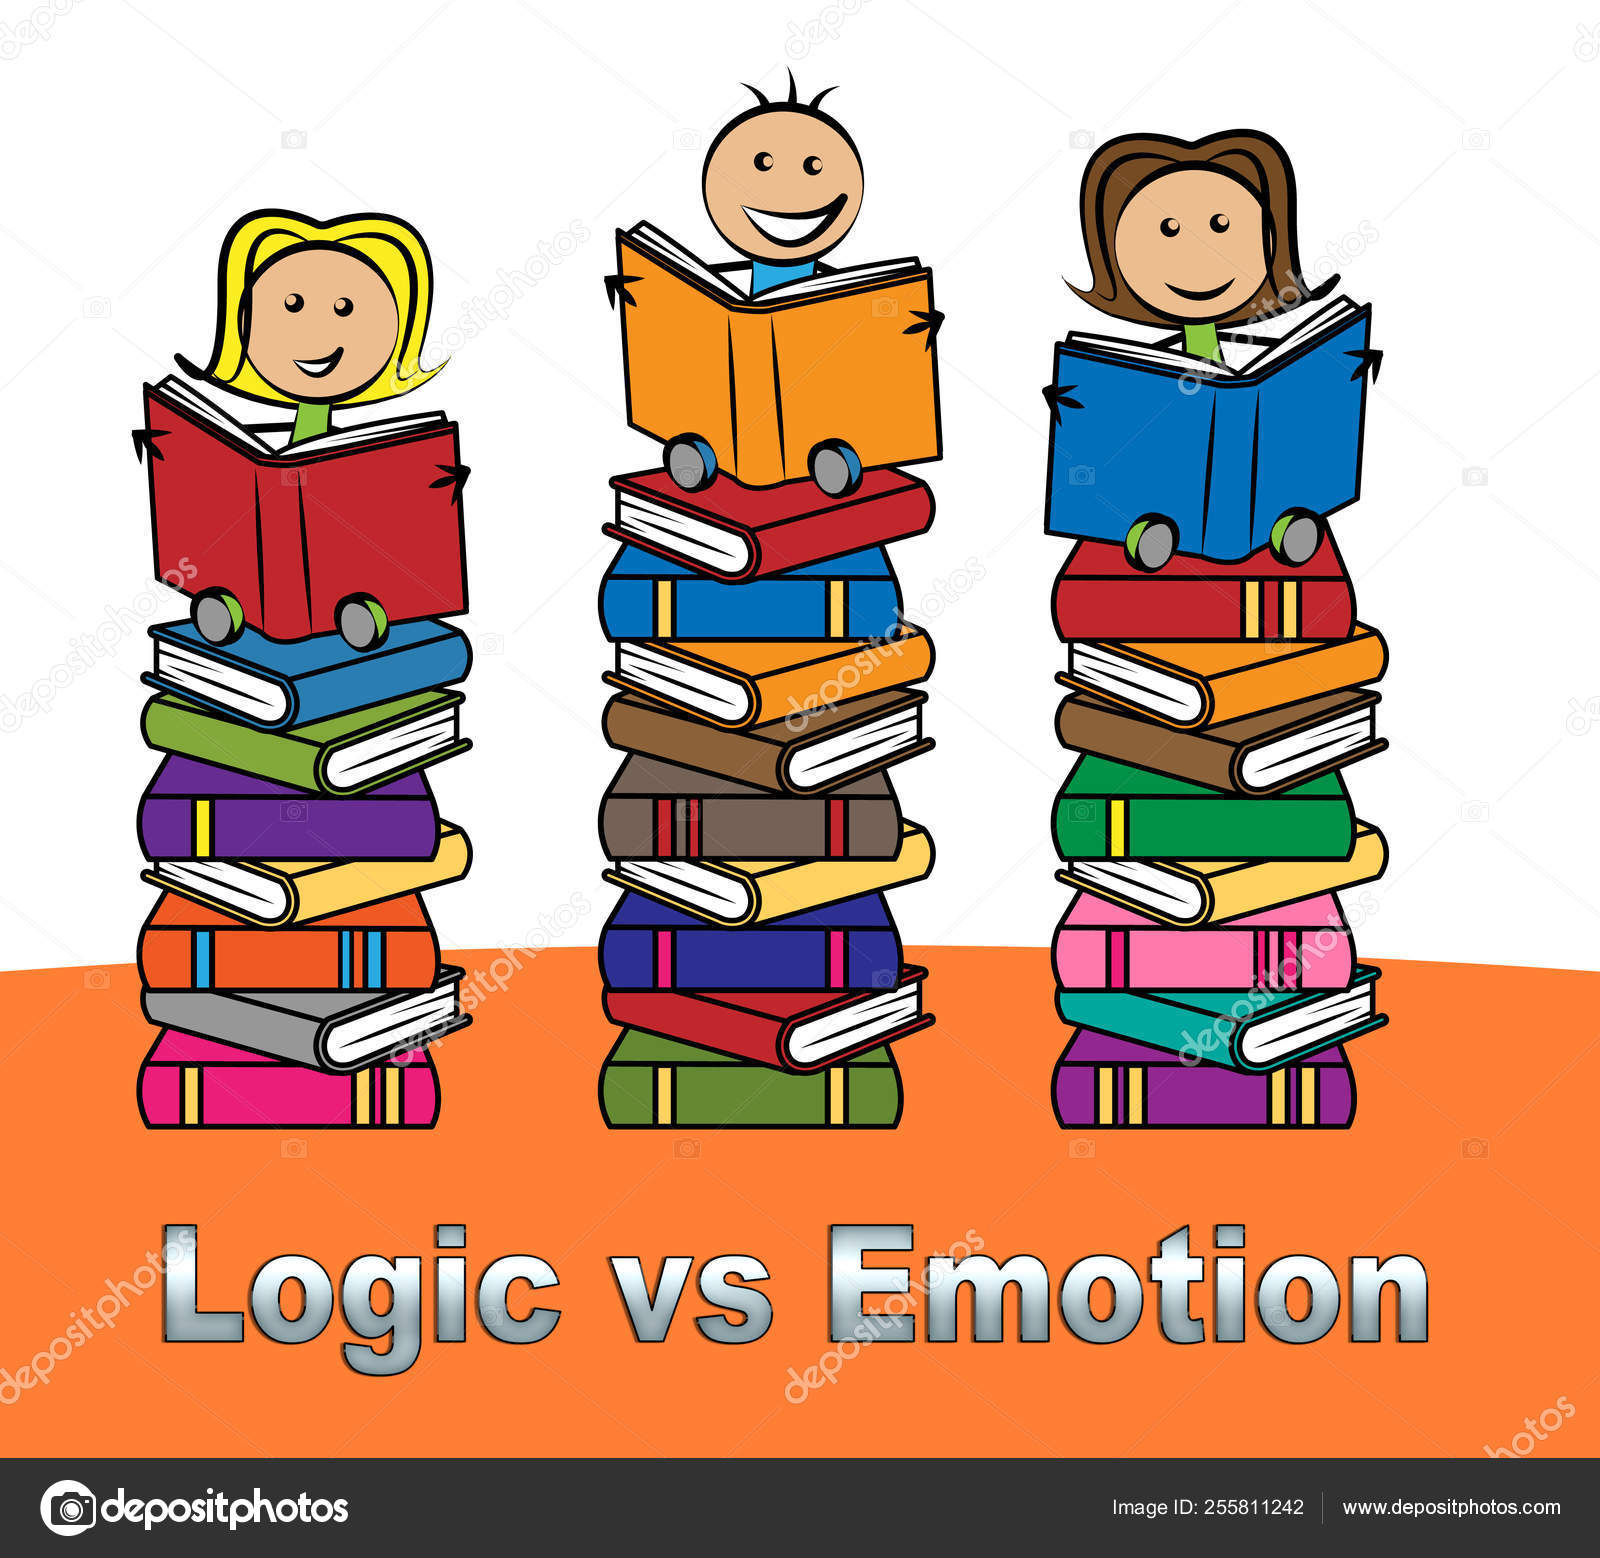 Logic vs Emotion
depositphotos
Image ID: 255811242
www.depositphotos.com